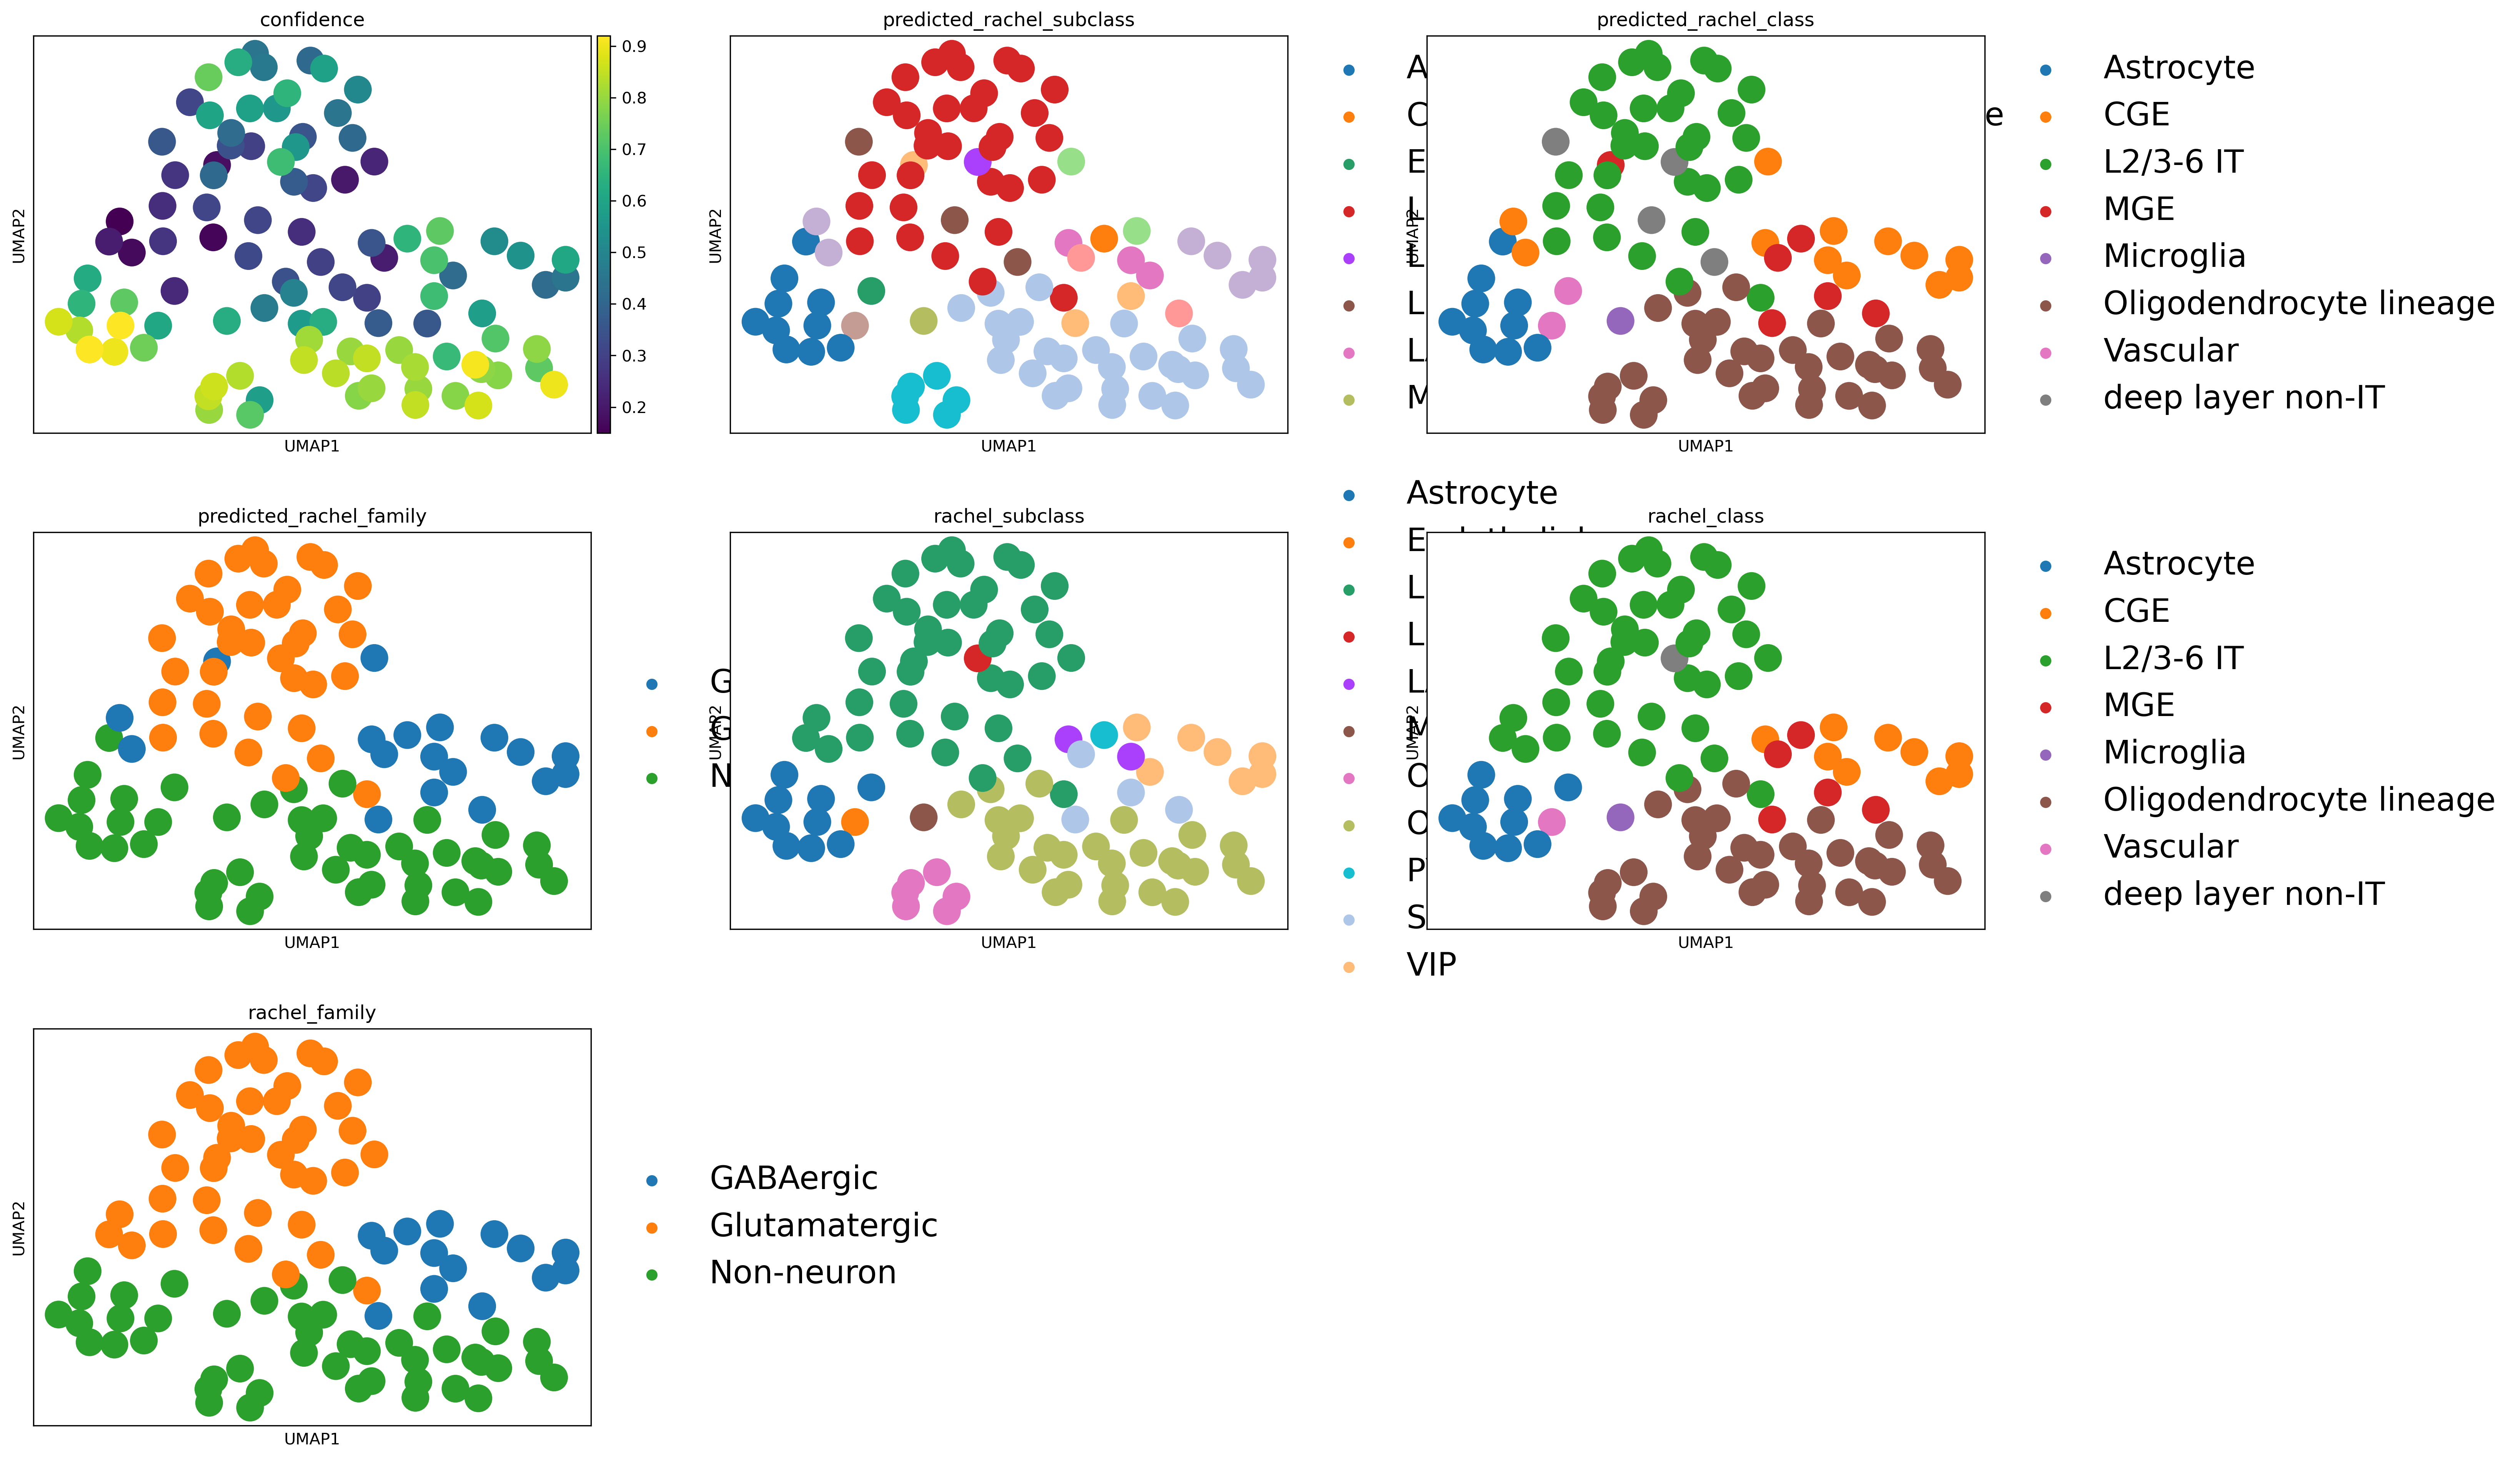 confidence
UMAP2
UMAP1
0.9
0.8
0.7
0.6
0.5
0.4
0.3
0.2
predicted_rachel_subclass
UMAP2
UMAP1
predicted_rachel_class
UMAP2
UMAP1
Astrocyte
CGE
L2/3-6 IT
MGE
Microglia
Oligodendrocyte lineage
Vascular
deep layer non-IT
predicted_rachel_family
UMAP2
UMAP1
rachel_subclass
UMAP2
UMAP1
Astrocyte
VIP
rachel_class
UMAP2
UMAP1
Astrocyte
CGE
L2/3-6 IT
MGE
Microglia
Oligodendrocyte lineage
Vascular
deep layer non-IT
rachel_family
UMAP2
UMAP1
GABAergic
Glutamatergic
Non-neuron